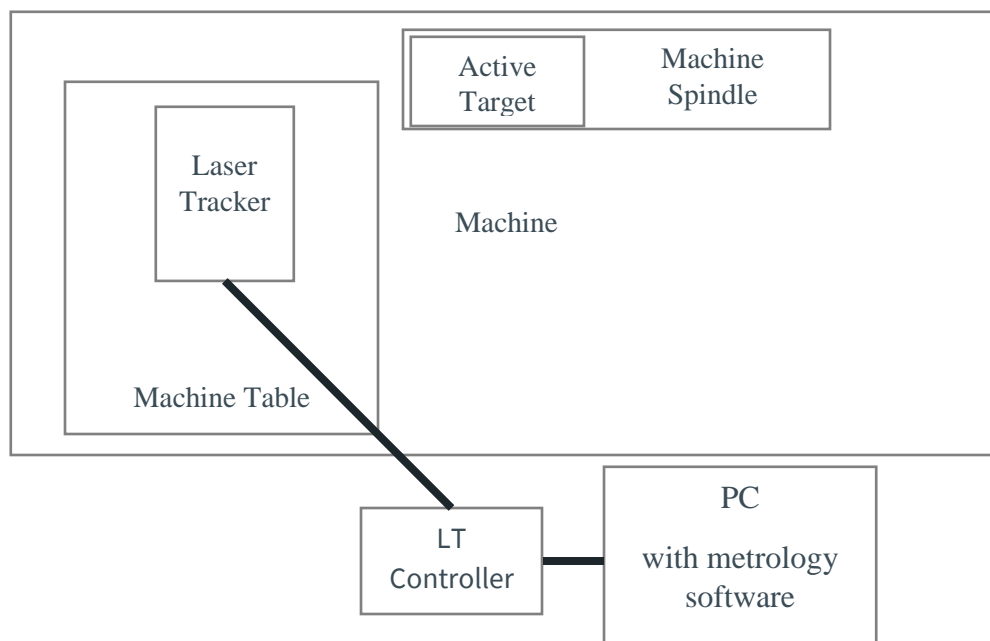 Active
Target
Machine
Spindle
Laser
Tracker
Machine
Machine Table
LT
Controller
PC
with metrology
software